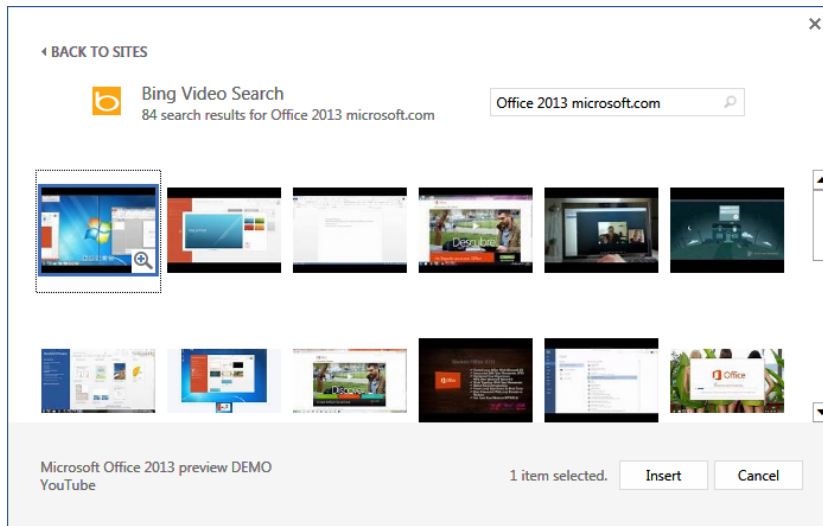 BACK TO SITES
Bing Video Search
84 search results for Office 2013 microsoft.com
Office 2013 microsoft.com
Descubre
Office
Microsoft Office 2013 preview DEMO
YouTube
1 item selected.
Insert
Cancel